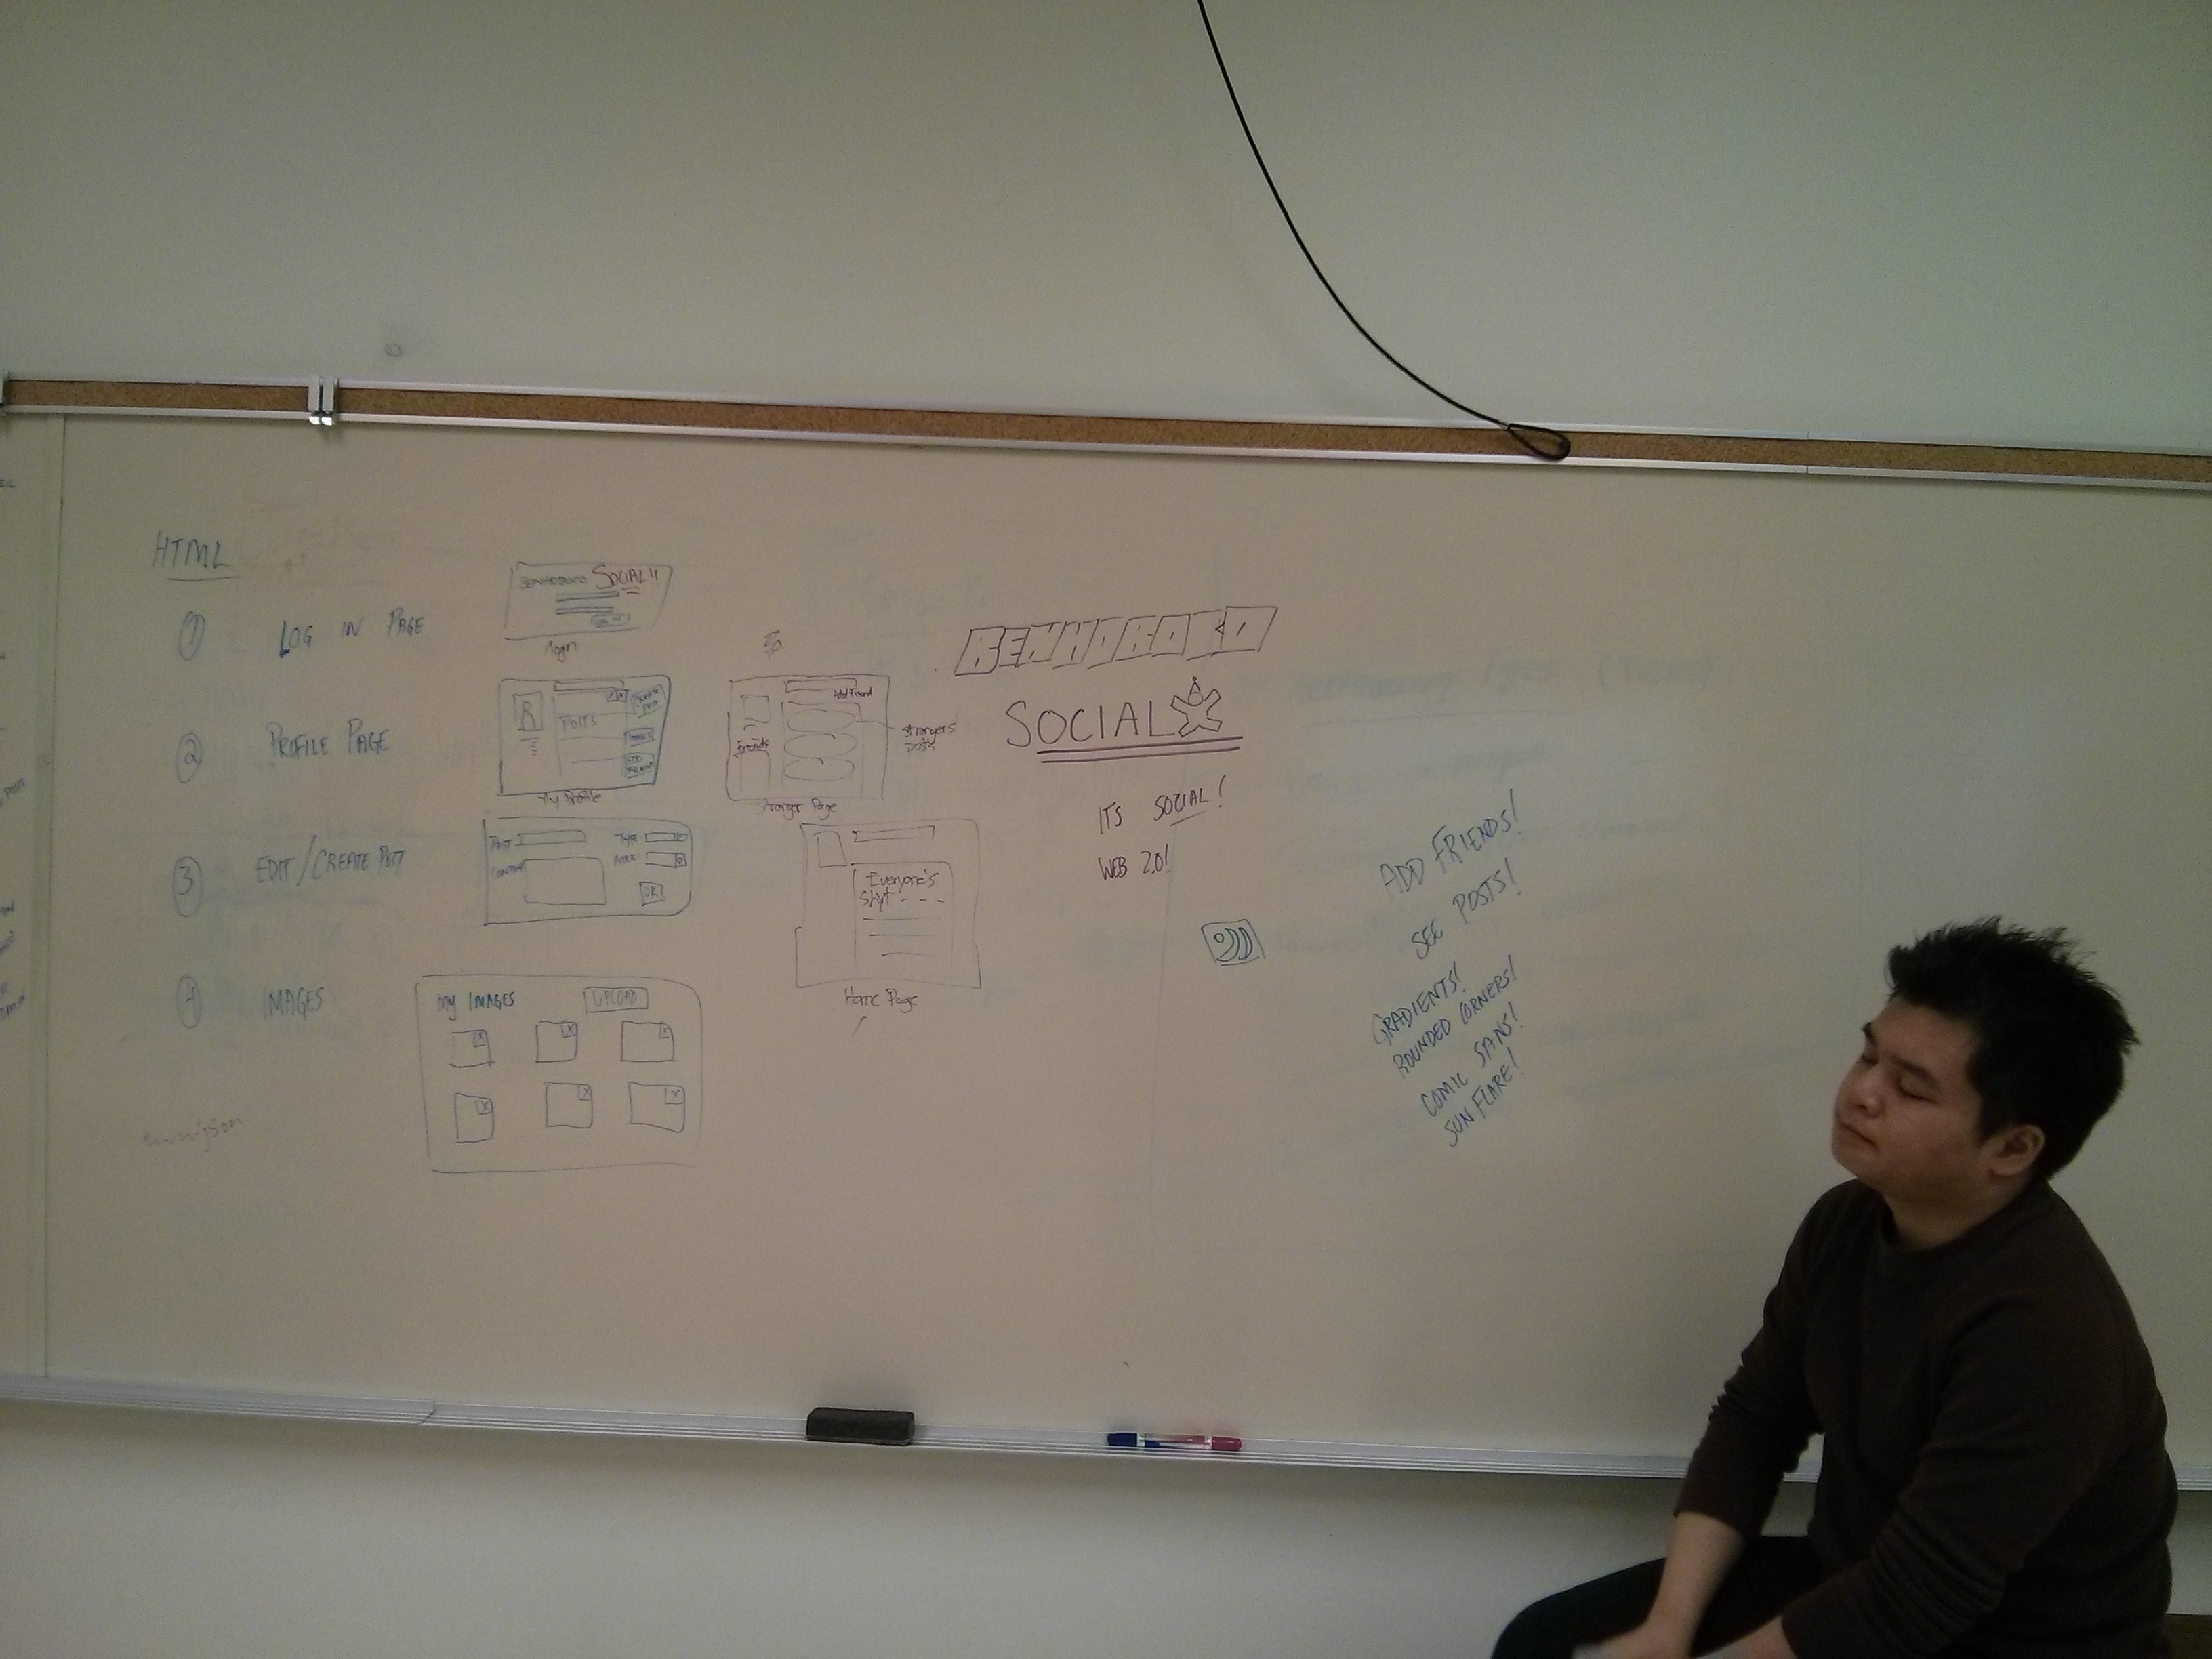 HTML
1 LOG IN PAGE
SOCIAL!!
login
2 PROFILE PAGE
POSTS
My Profile
Add Friend
Friends
strangers
posts
Stranger Page
3 EDIT/CREATE POST
POST
CONTENT
TYPE
OK
Everyone's
shyt - - -
Home Page
4 IMAGES
My IMAGES
UPLOAD
X X X
X X X
BENHOBOCO
SOCIAL
ITS SOCIAL!
WEB 2.0!
ADD FRIENDS!
SEE POSTS!
GRADIENTS!
ROUNDED CORNERS!
COMIC SANS!
SUN FLARE!